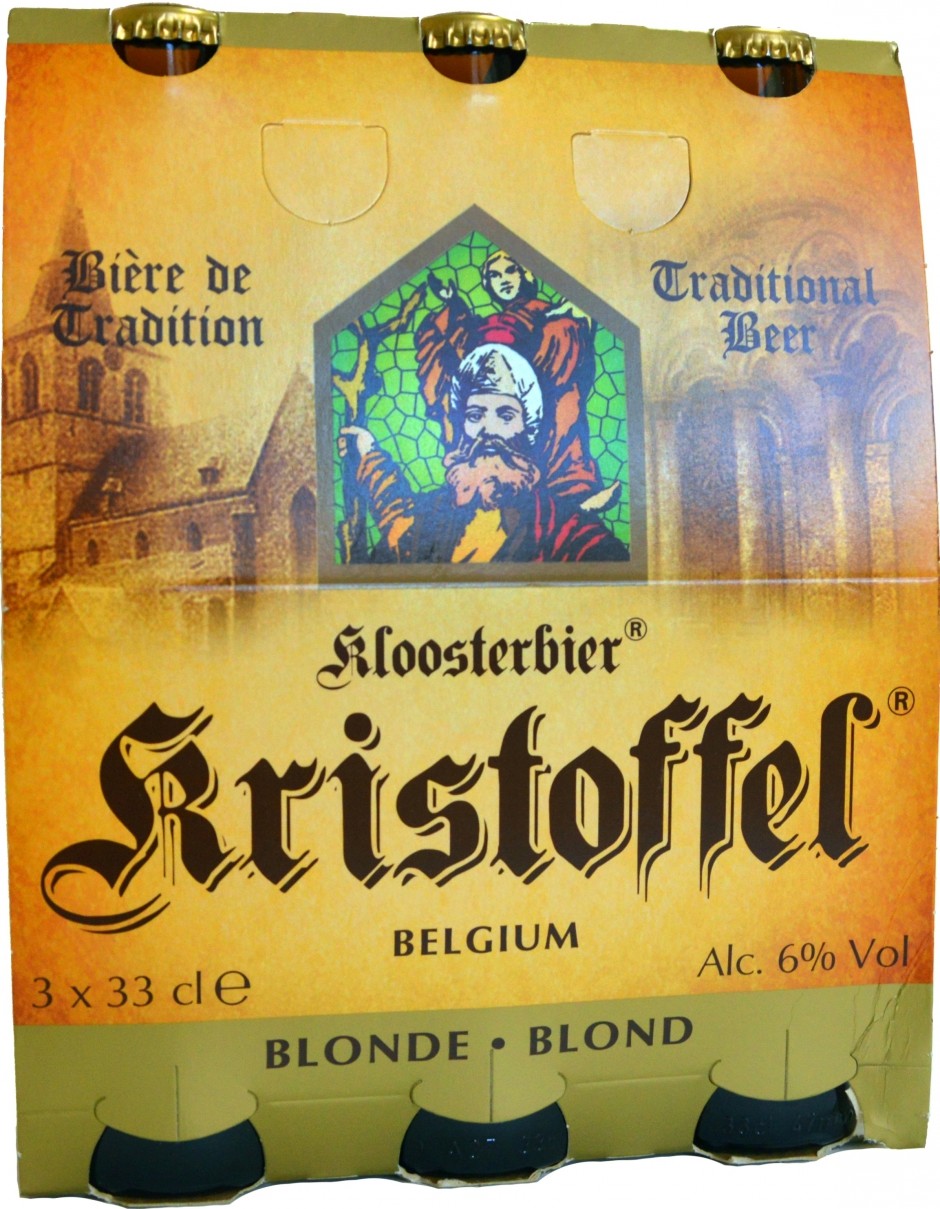 Bière de
Tradition
Traditional
Beer
Kloosterbier®
Kristoffel®
BELGIUM
3 x 33 cl ℮
Alc. 6% Vol
BLONDE • BLOND